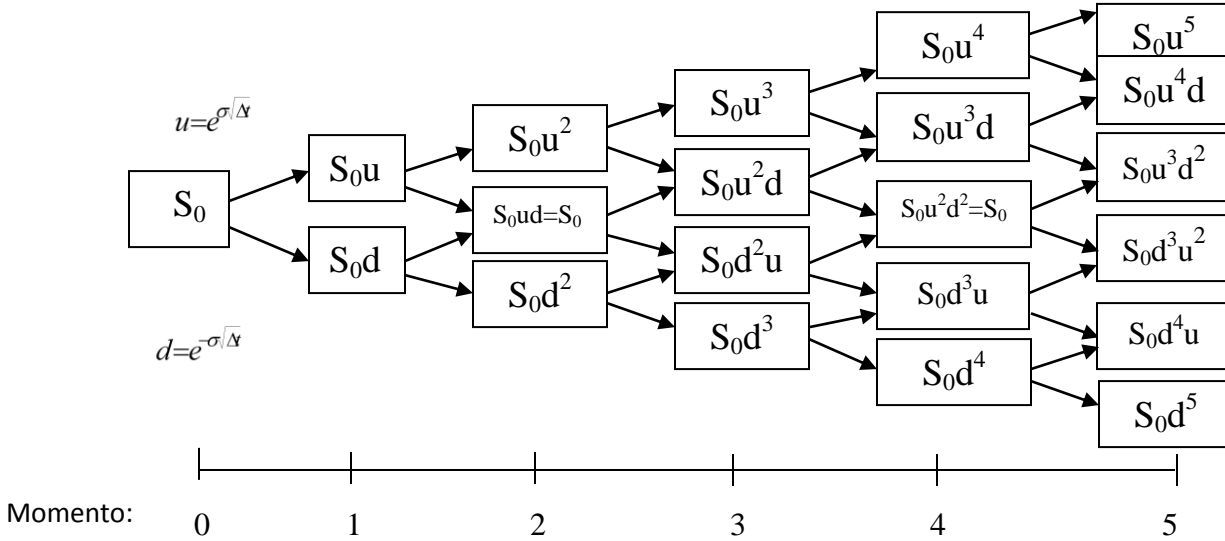 u=e^σ√Δt
d=e^-σ√Δt
S₀
S₀u
S₀d
S₀u²
S₀ud=S₀
S₀d²
S₀u³
S₀u²d
S₀d²u
S₀d³
S₀u⁴
S₀u³d
S₀u²d²=S₀
S₀d³u
S₀d⁴
S₀u⁵
S₀u⁴d
S₀u³d²
S₀d³u²
S₀d⁴u
S₀d⁵
Momento: 0 1 2 3 4 5